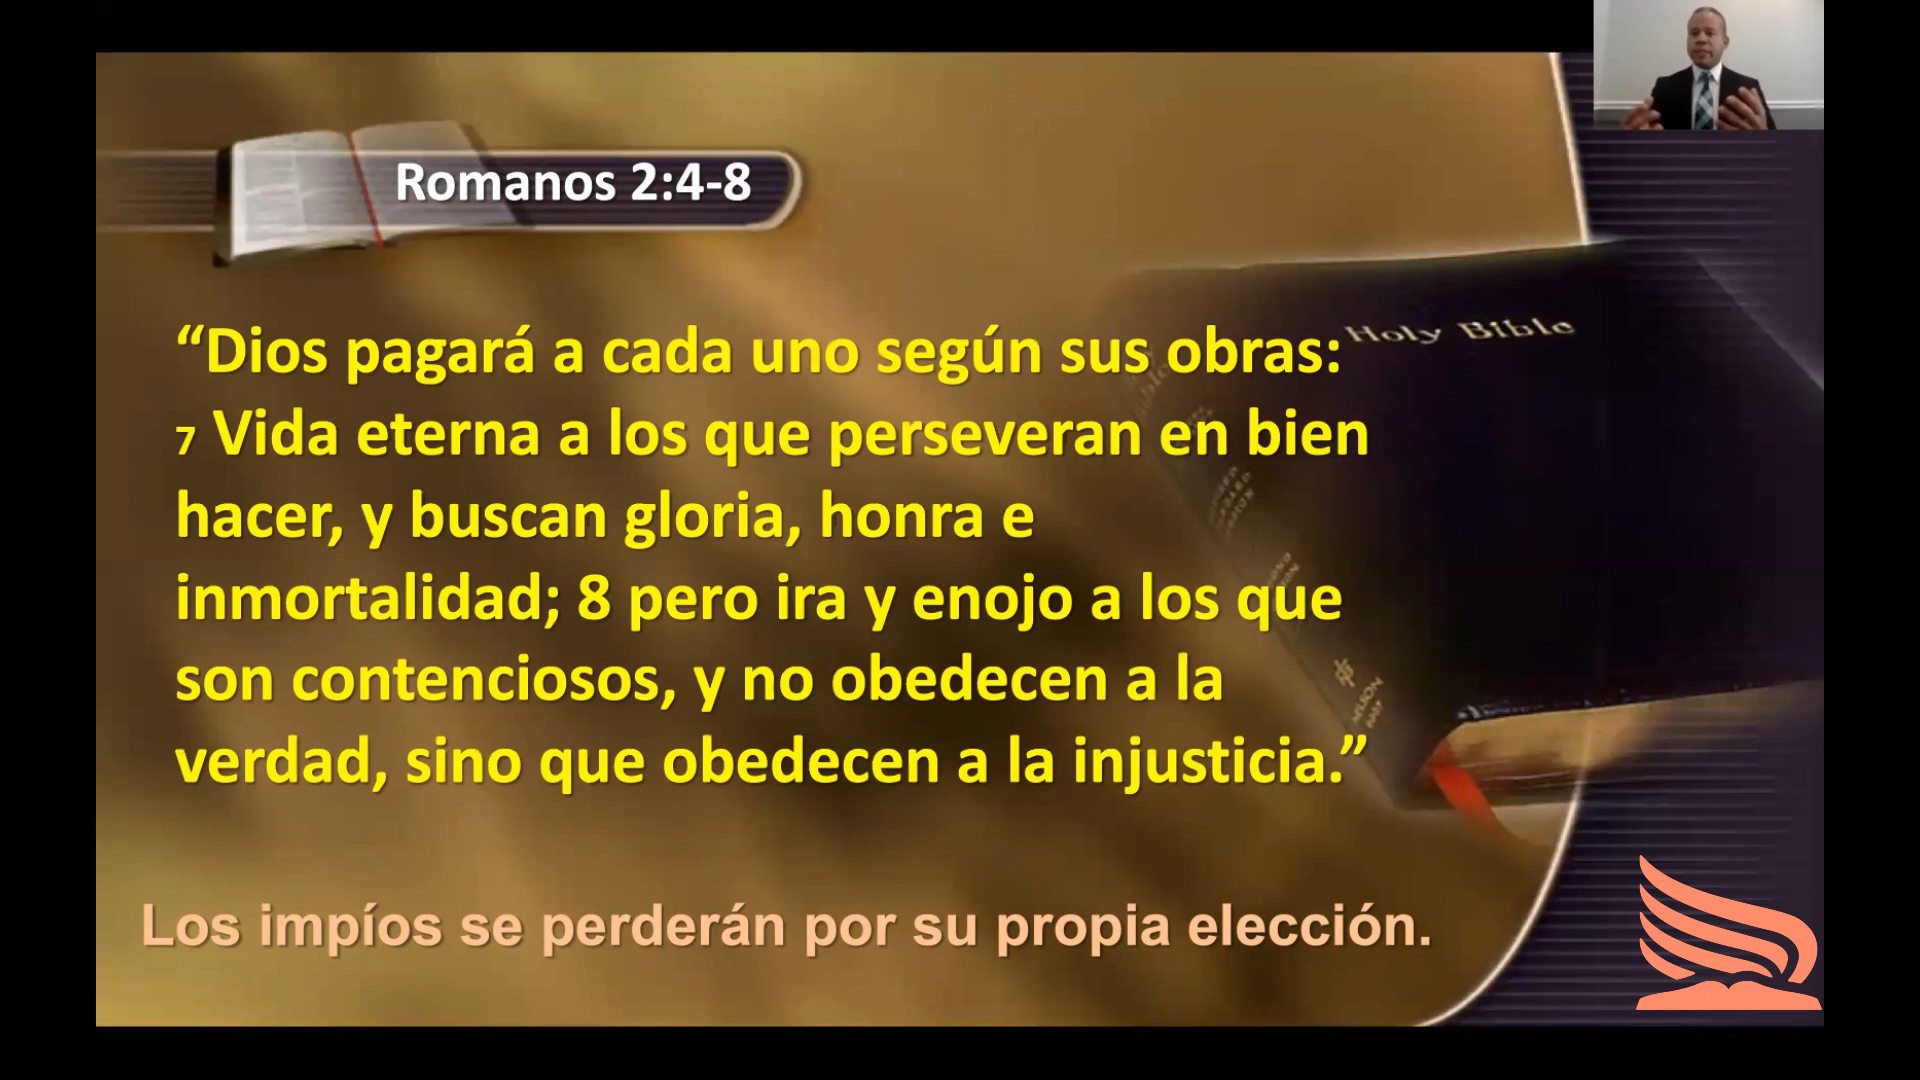 Romanos 2:4-8
“Dios pagará a cada uno según sus obras:
7 Vida eterna a los que perseveran en bien
hacer, y buscan gloria, honra e
inmortalidad; 8 pero ira y enojo a los que
son contenciosos, y no obedecen a la
verdad, sino que obedecen a la injusticia.”
Holy Bible
NELSON
Los impíos se perderán por su propia elección.